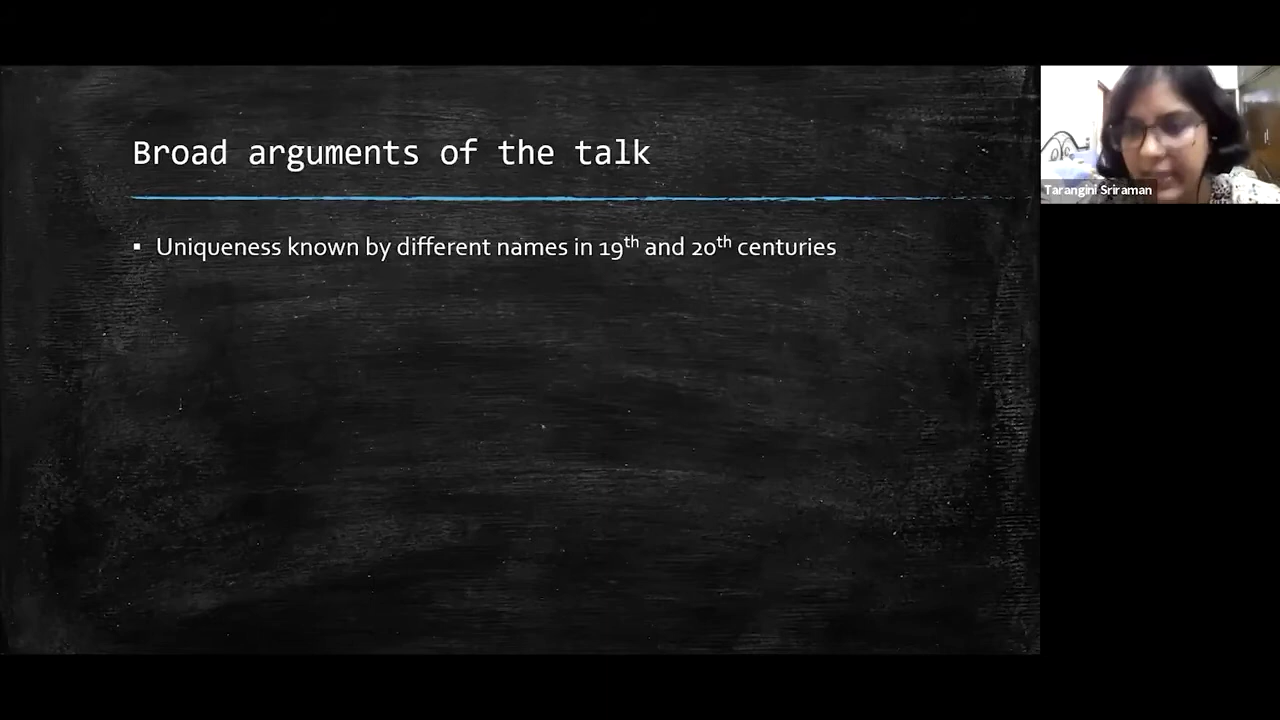 Broad arguments of the talk
▪ Uniqueness known by different names in 19th and 20th centuries
Tarangini Sriraman